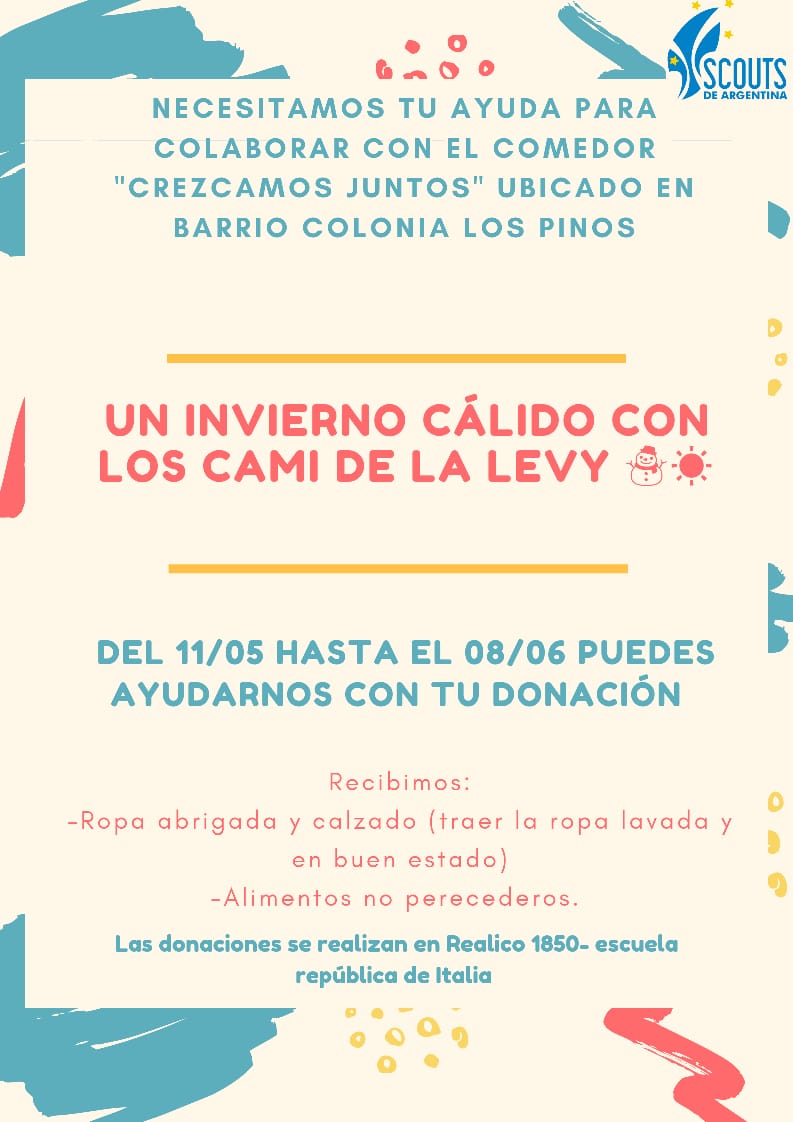 SCOUTS
DE ARGENTINA
NECESITAMOS TU AYUDA PARA
COLABORAR CON EL COMEDOR
"CREZCAMOS JUNTOS" UBICADO EN
BARRIO COLONIA LOS PINOS
UN INVIERNO CÁLIDO CON
LOS CAMI DE LA LEVY ☃☀
DEL 11/05 HASTA EL 08/06 PUEDES
AYUDARNOS CON TU DONACIÓN
Recibimos:
-Ropa abrigada y calzado (traer la ropa lavada y
en buen estado)
-Alimentos no perecederos.
Las donaciones se realizan en Realico 1850- escuela
república de Italia